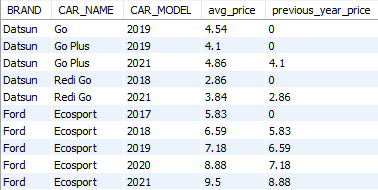 BRAND CAR_NAME CAR_MODEL avg_price previous_year_price
Datsun Go 2019 4.54 0
Datsun Go Plus 2019 4.1 0
Datsun Go Plus 2021 4.86 4.1
Datsun Redi Go 2018 2.86 0
Datsun Redi Go 2021 3.84 2.86
Ford Ecosport 2017 5.83 0
Ford Ecosport 2018 6.59 5.83
Ford Ecosport 2019 7.18 6.59
Ford Ecosport 2020 8.88 7.18
Ford Ecosport 2021 9.5 8.88